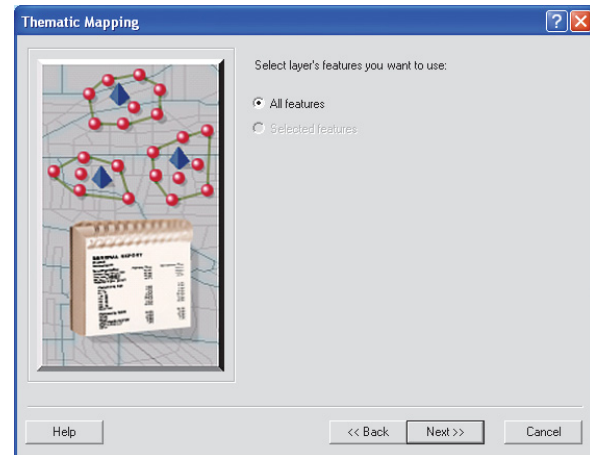 Thematic Mapping
Select layer's features you want to use:
All features
Selected features
Help
<< Back
Next >>
Cancel